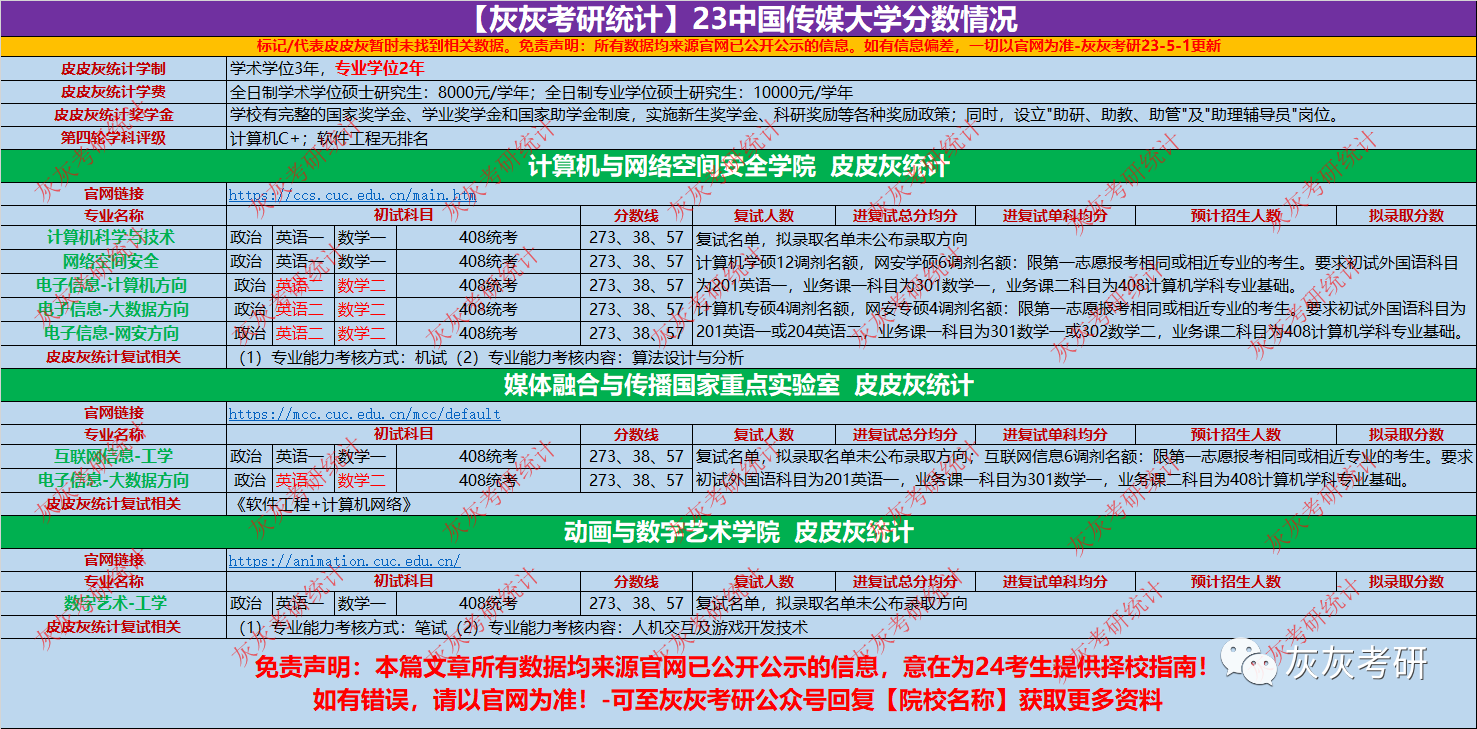 【灰灰考研统计】23中国传媒大学分数情况
标记/代表皮皮灰暂时未找到相关数据。免责声明：所有数据均来源官网已公开公示的信息。如有信息偏差，一切以官网为准-灰灰考研23-5-1更新
皮皮灰统计学制 学术学位3年，专业学位2年
皮皮灰统计学费 全日制学术学位硕士研究生：8000元/学年；全日制专业学位硕士研究生：10000元/学年
皮皮灰统计奖学金 学校有完整的国家奖学金、学业奖学金和国家助学金制度，实施新生奖学金、科研奖励等各种奖励政策；同时，设立"助研、助教、助管"及"助理辅导员"岗位。
第四轮学科评级 计算机C+；软件工程无排名
计算机与网络空间安全学院 皮皮灰统计
官网链接 https://ccs.cuc.edu.cn/main.htm
专业名称 初试科目 分数线 复试人数 进复试总分均分 进复试单科均分 预计招生人数 拟录取分数
计算机科学与技术 政治 英语一 数学一 408统考 273、38、57 复试名单，拟录取名单未公布录取方向
网络空间安全 政治 英语一 数学一 408统考 273、38、57 计算机学硕12调剂名额，网安学硕6调剂名额：限第一志愿报考相同或相近专业的考生。要求初试外国语科目
电子信息-计算机方向 政治 英语二 数学二 408统考 273、38、57 为201英语一，业务课一科目为301数学一，业务课二科目为408计算机学科专业基础。
电子信息-大数据方向 政治 英语二 数学二 408统考 273、38、57 计算机专硕4调剂名额，网安专硕4调剂名额：限第一志愿报考相同或相近专业的考生。要求初试外国语科目为
电子信息-网安方向 政治 英语二 数学二 408统考 273、38、57 201英语一或204英语二，业务课一科目为301数学一或302数学二，业务课二科目为408计算机学科专业基础。
皮皮灰统计复试相关 （1）专业能力考核方式：机试（2）专业能力考核内容：算法设计与分析
媒体融合与传播国家重点实验室 皮皮灰统计
官网链接 https://mcc.cuc.edu.cn/mcc/default
专业名称 初试科目 分数线 复试人数 进复试总分均分 进复试单科均分 预计招生人数 拟录取分数
互联网信息-工学 政治 英语一 数学一 408统考 273、38、57 复试名单，拟录取名单未公布录取方向；互联网信息6调剂名额：限第一志愿报考相同或相近专业的考生。要求
电子信息-大数据方向 政治 英语二 数学二 408统考 273、38、57 初试外国语科目为201英语一，业务课一科目为301数学一，业务课二科目为408计算机学科专业基础。
皮皮灰统计复试相关 《软件工程+计算机网络》
动画与数字艺术学院 皮皮灰统计
官网链接 https://animation.cuc.edu.cn/
专业名称 初试科目 分数线 复试人数 进复试总分均分 进复试单科均分 预计招生人数 拟录取分数
数字艺术-工学 政治 英语一 数学一 408统考 273、38、57 复试名单，拟录取名单未公布录取方向
皮皮灰统计复试相关 （1）专业能力考核方式：笔试（2）专业能力考核内容：人机交互及游戏开发技术
免责声明：本篇文章所有数据均来源官网已公开公示的信息，意在为24考生提供择校指南！
如有错误，请以官网为准！-可至灰灰考研公众号回复【院校名称】获取更多资料
灰灰考研